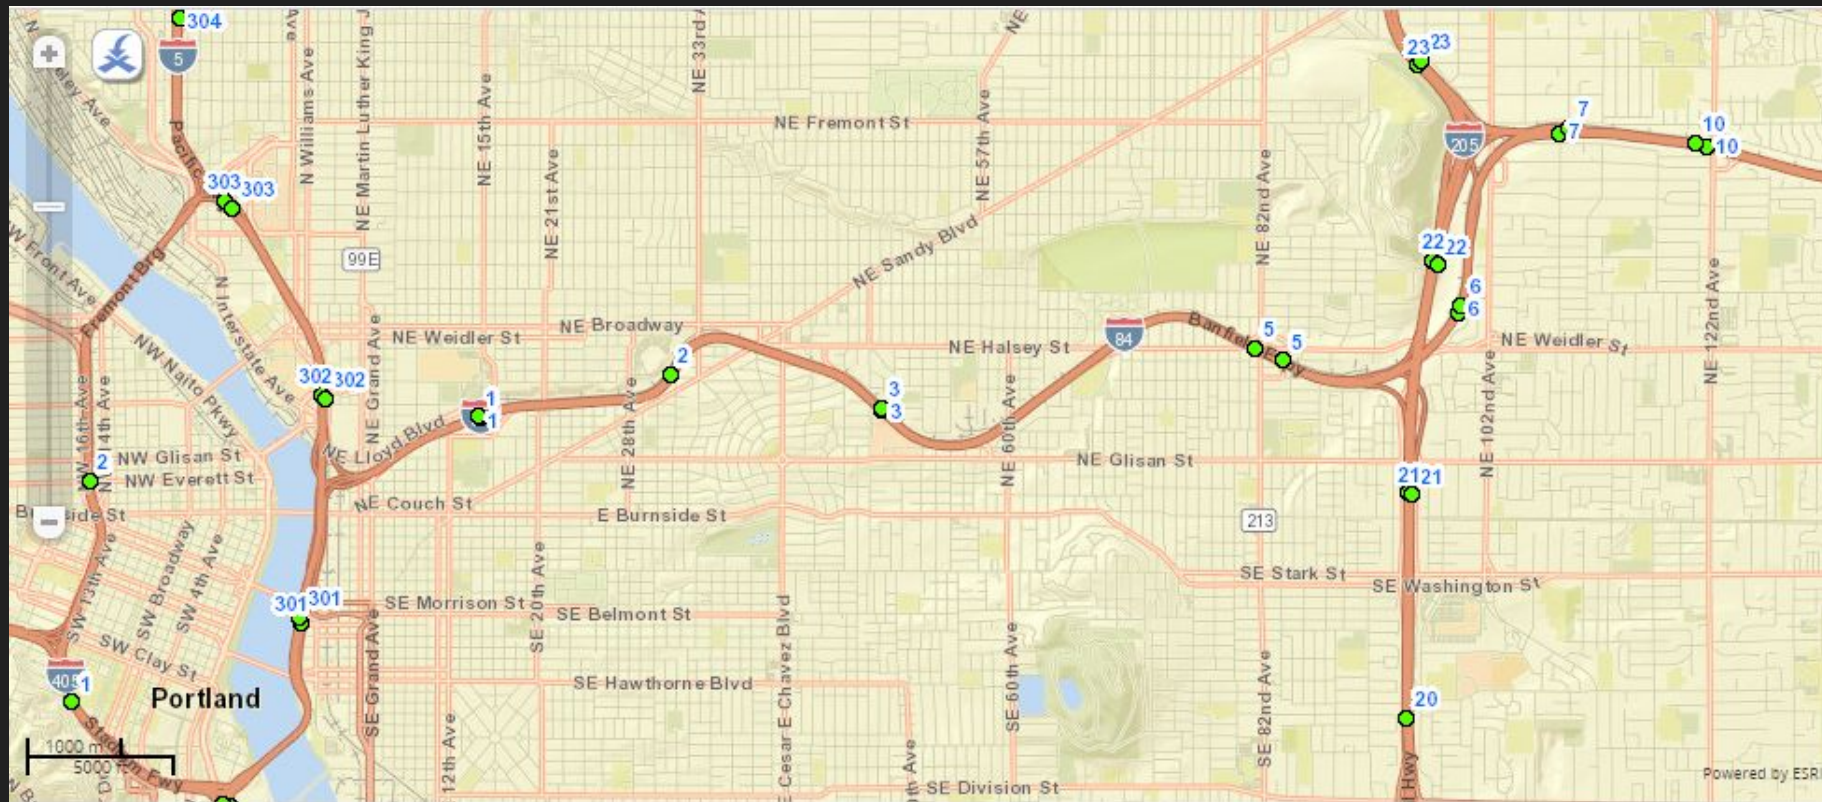 304
5
N Williams Ave
NE Martin Luther King J
NE 15th Ave
NE 21st Ave
NE 33rd A
NE
NE Fremont St
NE 57th Ave
NE 82nd Ave
23
23
205
7
7
10
10
Pacific
303
303
99E
NE Sandy Blvd
22
22
6
6
NE 122nd Ave
W Front Ave
Fremont Brg
N Interstate Ave
NW Naito Pkwy
NE Grand Ave
NE Weidler St
NE Broadway
NE Halsey St
84
Banfield Expy
5
5
NE Weidler St
302
302
2
1
1
3
3
NE 28th Ave
NE 60th Ave
NE 102nd Ave
NW 16th Ave
NW 14th Ave
NE Lloyd Blvd
NW Glisan St
NW Everett St
2
NE Glisan St
21
21
NE Couch St
E Burnside St
213
SW 13th Ave
SW Broadway
SW 4th Ave
SE 20th Ave
SE Stark St
SE Washington St
301
301
SE Morrison St
SE Belmont St
SE Grand Ave
SE Cesar E Chavez Blvd
SE 60th Ave
SE 82nd Ave
SW Clay St
405
1
Portland
SE Hawthorne Blvd
20
12th Ave
th Ave
Stadium Fwy
1000 m
5000
SE Division St
Hwy
Powered by ESRI